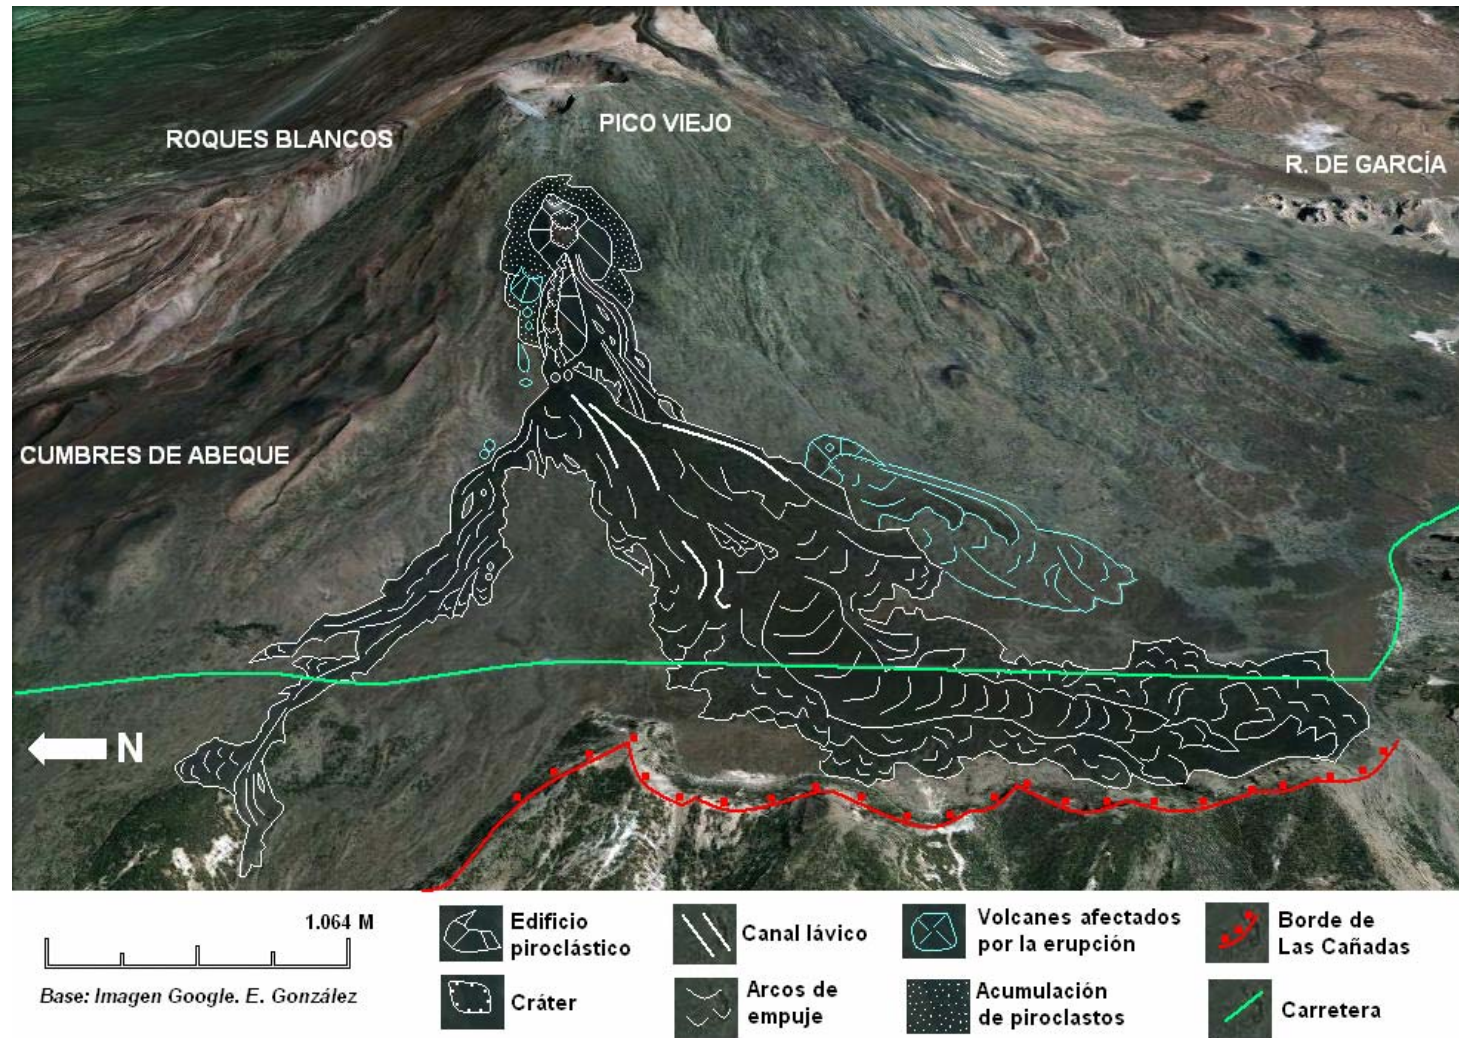 PICO VIEJO
ROQUES BLANCOS
R. DE GARCÍA
CUMBRES DE ABEQUE
N
1.064 M
Base: Imagen Google. E. González
Edificio
piroclástico
Cráter
Canal lávico
Arcos de
empuje
Volcanes afectados
por la erupción
Acumulación
de piroclastos
Borde de
Las Cañadas
Carretera